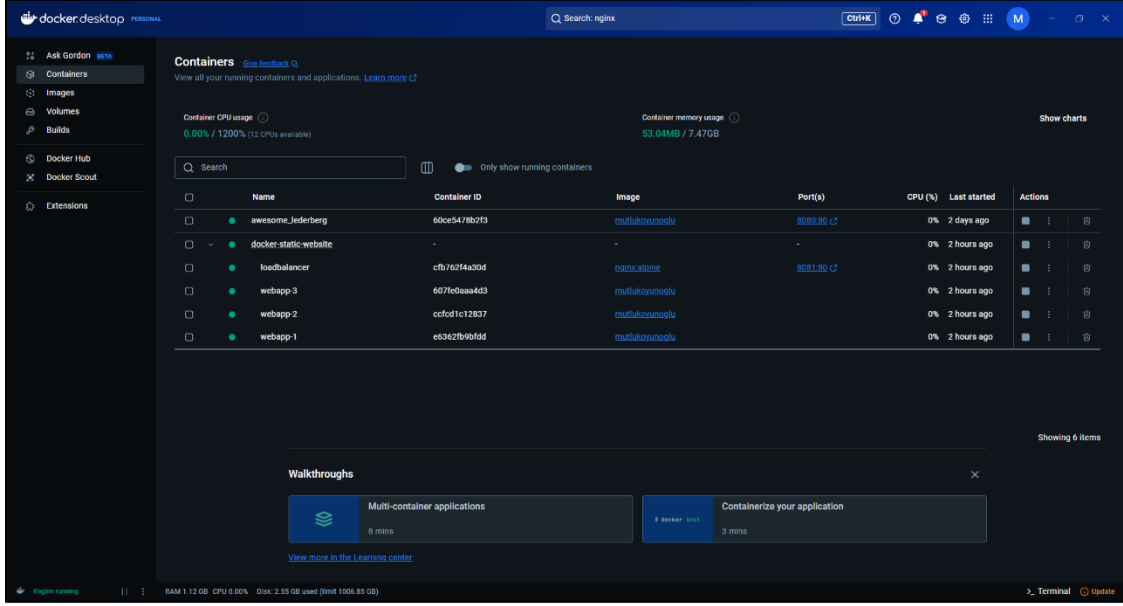 docker.desktop PERSONAL
Search: nginx
Ctrl+K
M
Ask Gordon BETA
Containers
Images
Volumes
Builds
Docker Hub
Docker Scout
Extensions
Containers Give feedback
View all your running containers and applications. Learn more
Container CPU usage
0.00% / 1200% (12 CPUs available)
Container memory usage
53.04MB / 7.47GB
Show charts
Search
Only show running containers
Name Container ID Image Port(s) CPU (%) Last started Actions
awesome_lederberg 60ce5478b2f3 mutlukoyunoglu 8080:80 0% 2 days ago
docker-static-website - - - 0% 2 hours ago
loadbalancer cfb762f4a30d nginx:alpine 8081:80 0% 2 hours ago
webapp-3 607fe0aaa4d3 mutlukoyunoglu 0% 2 hours ago
webapp-2 ccfcd1c12837 mutlukoyunoglu 0% 2 hours ago
webapp-1 e6362fb9bfdd mutlukoyunoglu 0% 2 hours ago
Showing 6 items
Walkthroughs
Multi-container applications
8 mins
$ docker init
Containerize your application
3 mins
View more in the Learning center
Engine running
RAM 1.12 GB CPU 0.00% Disk: 2.55 GB used (limit 1006.85 GB)
>_ Terminal
Update